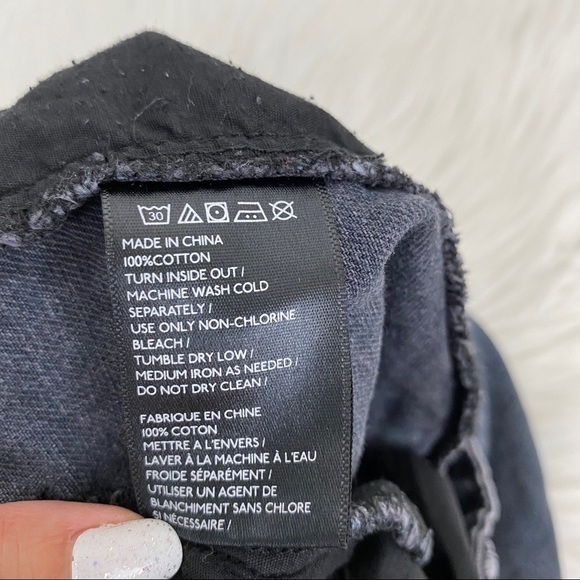 30
MADE IN CHINA
100%COTTON
TURN INSIDE OUT /
MACHINE WASH COLD
SEPARATELY /
USE ONLY NON-CHLORINE
BLEACH /
TUMBLE DRY LOW /
MEDIUM IRON AS NEEDED /
DO NOT DRY CLEAN /
FABRIQUE EN CHINE
100% COTON
METTRE A L'ENVERS /
LAVER À LA MACHINE À L'EAU
FROIDE SÉPARÉMENT /
UTILISER UN AGENT DE
BLANCHIMENT SANS CHLORE
SI NÉCESSAIRE /